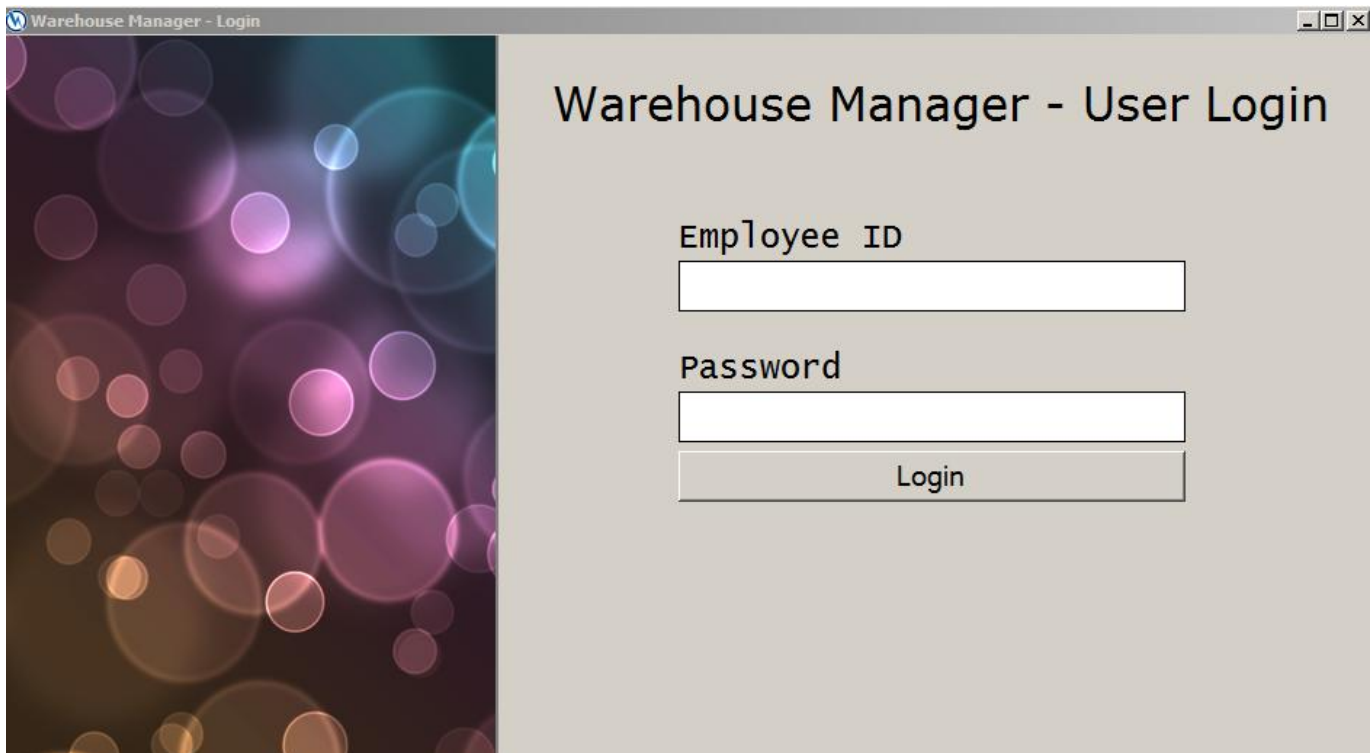 Warehouse Manager - Login
Warehouse Manager - User Login
Employee ID
Password
Login